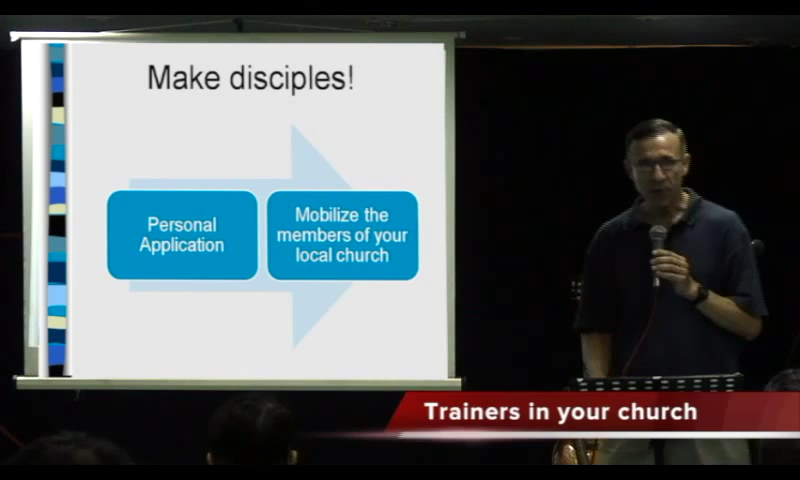 Make disciples!
Personal
Application
Mobilize the
members of your
local church
Trainers in your church